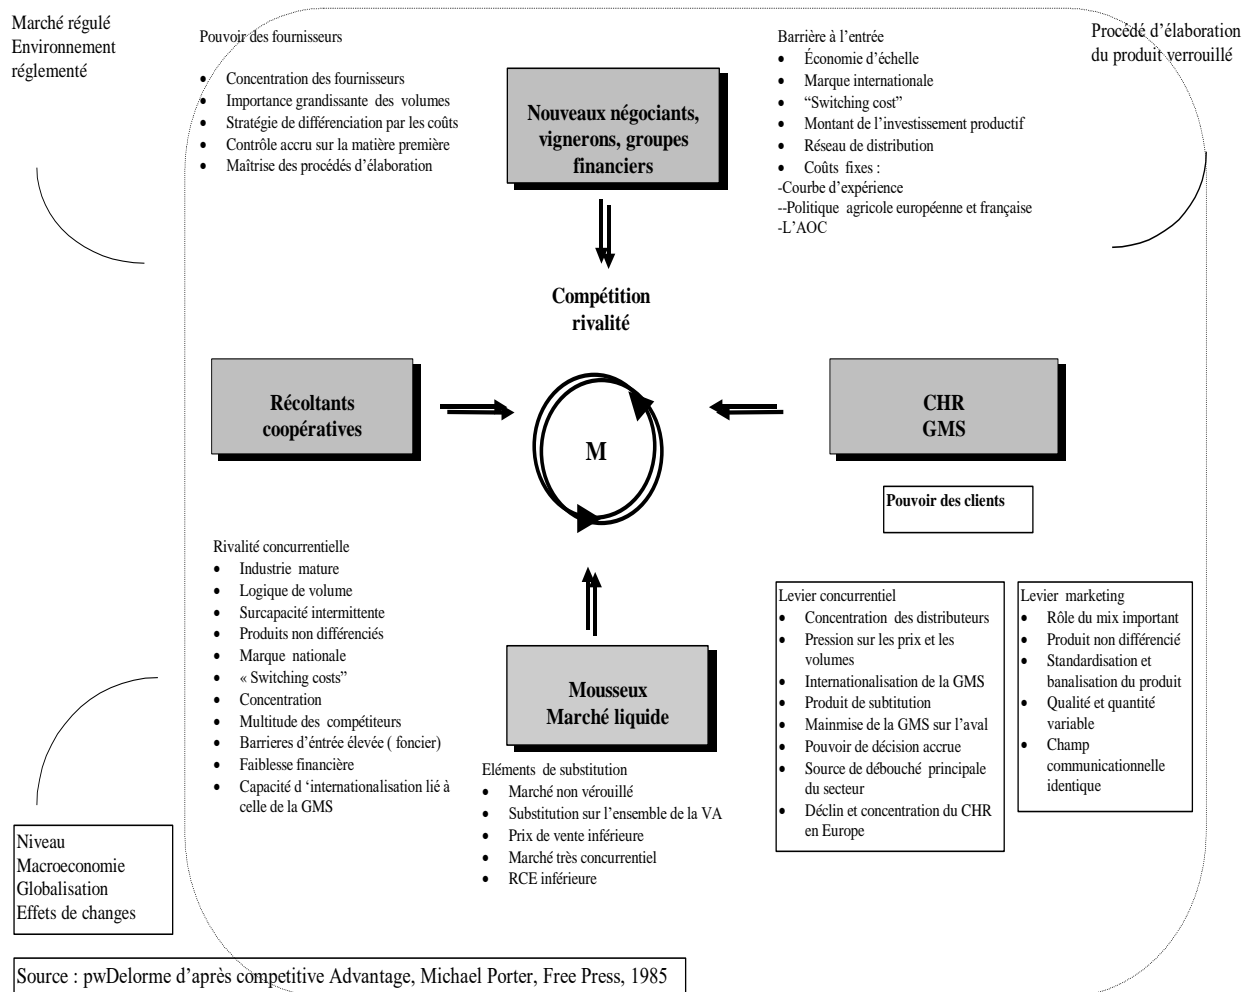 Marché régulé
Environnement
réglementé
Pouvoir des fournisseurs
• Concentration des fournisseurs
• Importance grandissante des volumes
• Stratégie de différenciation par les coûts
• Contrôle accru sur la matière première
• Maîtrise des procédés d'élaboration
Nouveaux négociants,
vignerons, groupes
financiers
Barrière à l'entrée
• Économie d'échelle
• Marque internationale
• “Switching cost”
• Montant de l'investissement productif
• Réseau de distribution
• Coûts fixes :
-Courbe d'expérience
--Politique agricole européenne et française
-L'AOC
Procédé d'élaboration
du produit verrouillé
Compétition
rivalité
Récoltants
coopératives
M
CHR
GMS
Pouvoir des clients
Rivalité concurrentielle
• Industrie mature
• Logique de volume
• Surcapacité intermittente
• Produits non différenciés
• Marque nationale
• « Switching costs”
• Concentration
• Multitude des compétiteurs
• Barrieres d'éntrée élevée ( foncier)
• Faiblesse financière
• Capacité d ‘internationalisation lié à
celle de la GMS
Mousseux
Marché liquide
Eléments de substitution
• Marché non vérouillé
• Substitution sur l'ensemble de la VA
• Prix de vente inférieure
• Marché très concurrentiel
• RCE inférieure
Levier concurrentiel
• Concentration des distributeurs
• Pression sur les prix et les
volumes
• Internationalisation de la GMS
• Produit de subtitution
• Mainmise de la GMS sur l'aval
• Pouvoir de décision accrue
• Source de débouché principale
du secteur
• Déclin et concentration du CHR
en Europe
Levier marketing
• Rôle du mix important
• Produit non différencié
• Standardisation et
banalisation du produit
• Qualité et quantité
variable
• Champ
communicationnelle
identique
Niveau
Macroeconomie
Globalisation
Effets de changes
Source : pwDelorme d'après competitive Advantage, Michael Porter, Free Press, 1985